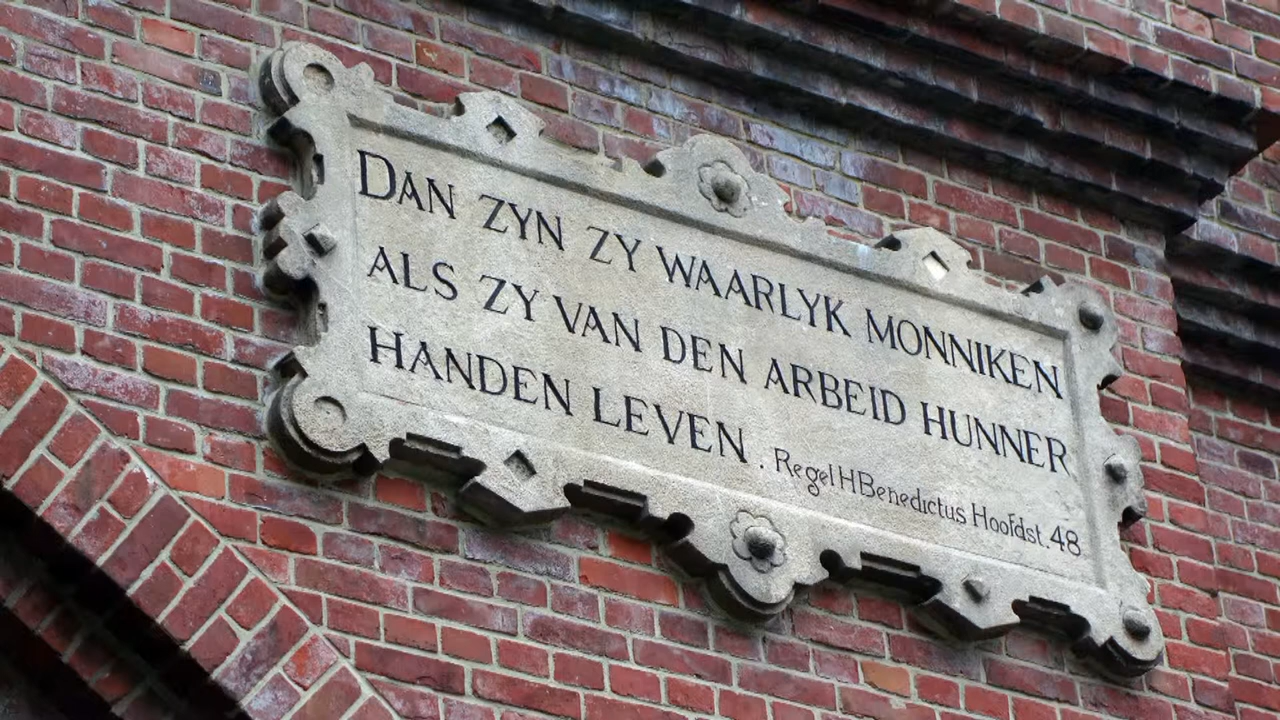 DAN ZYN ZY WAARLYK MONNIKEN
ALS ZY VAN DEN ARBEID HUNNER
HANDEN LEVEN. Regel H Benedictus Hoofdst. 48